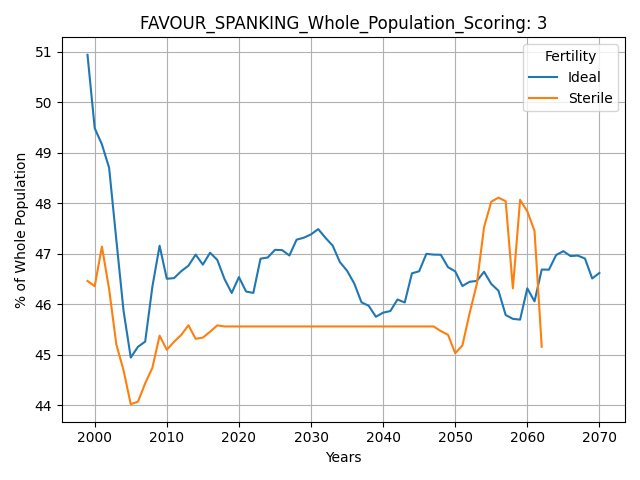 FAVOUR_SPANKING_Whole_Population_Scoring: 3
Fertility
Ideal
Sterile
% of Whole Population
51
50
49
48
47
46
45
44
2000
2010
2020
2030
2040
2050
2060
2070
Years